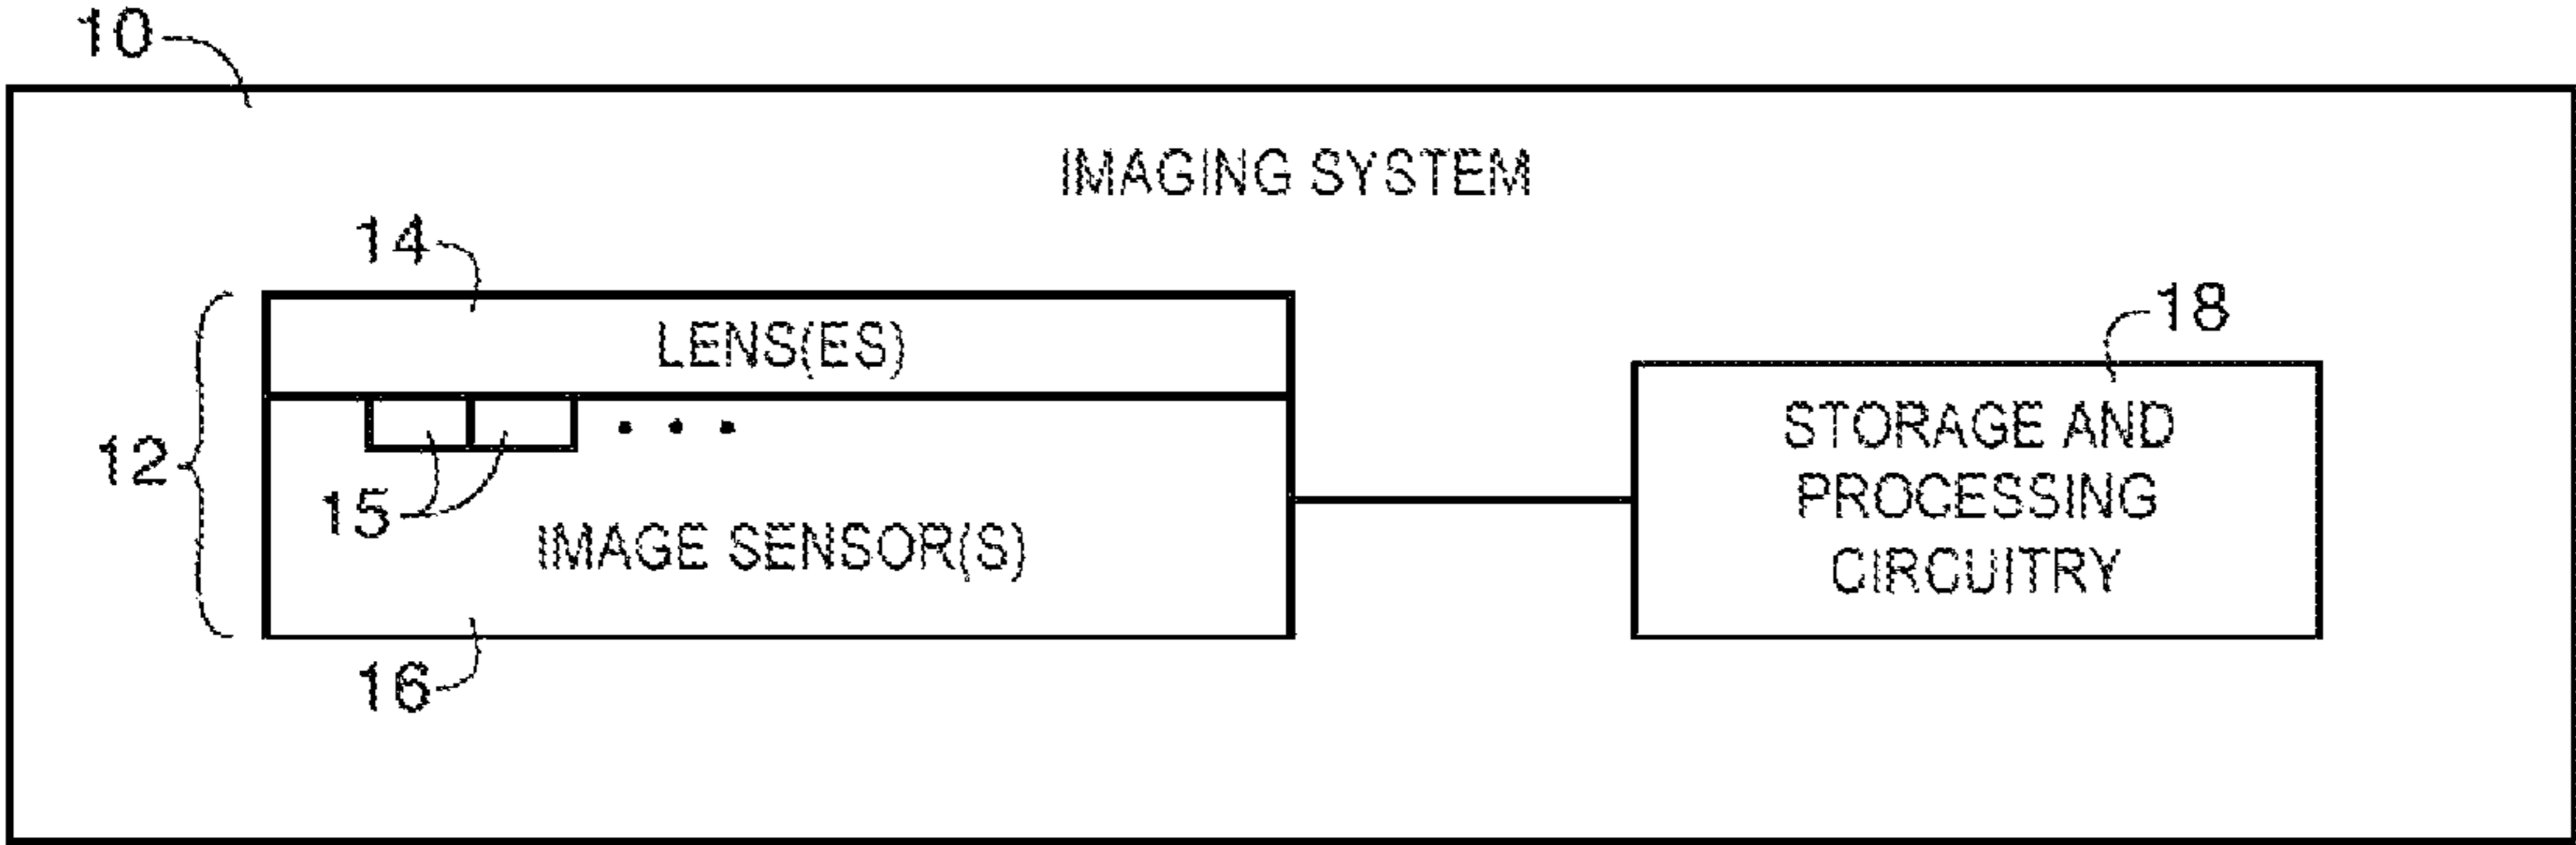 10
IMAGING SYSTEM
14
LENS(ES)
18
STORAGE AND
PROCESSING
CIRCUITRY
12
15
IMAGE SENSOR(S)
16